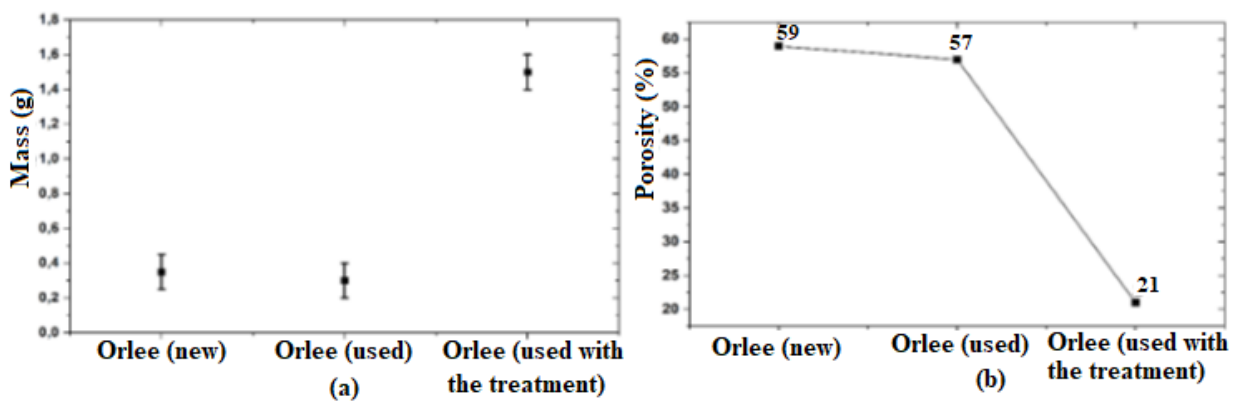 Mass (g)
1,8
1,6
1,4
1,2
1,0
0,8
0,6
0,4
0,2
0,0
Orlee (new)
Orlee (used)
Orlee (used with
the treatment)
(a)
Porosity (%)
60
55
50
45
40
35
30
25
20
59
57
21
Orlee (new)
Orlee (used)
Orlee (used with
the treatment)
(b)